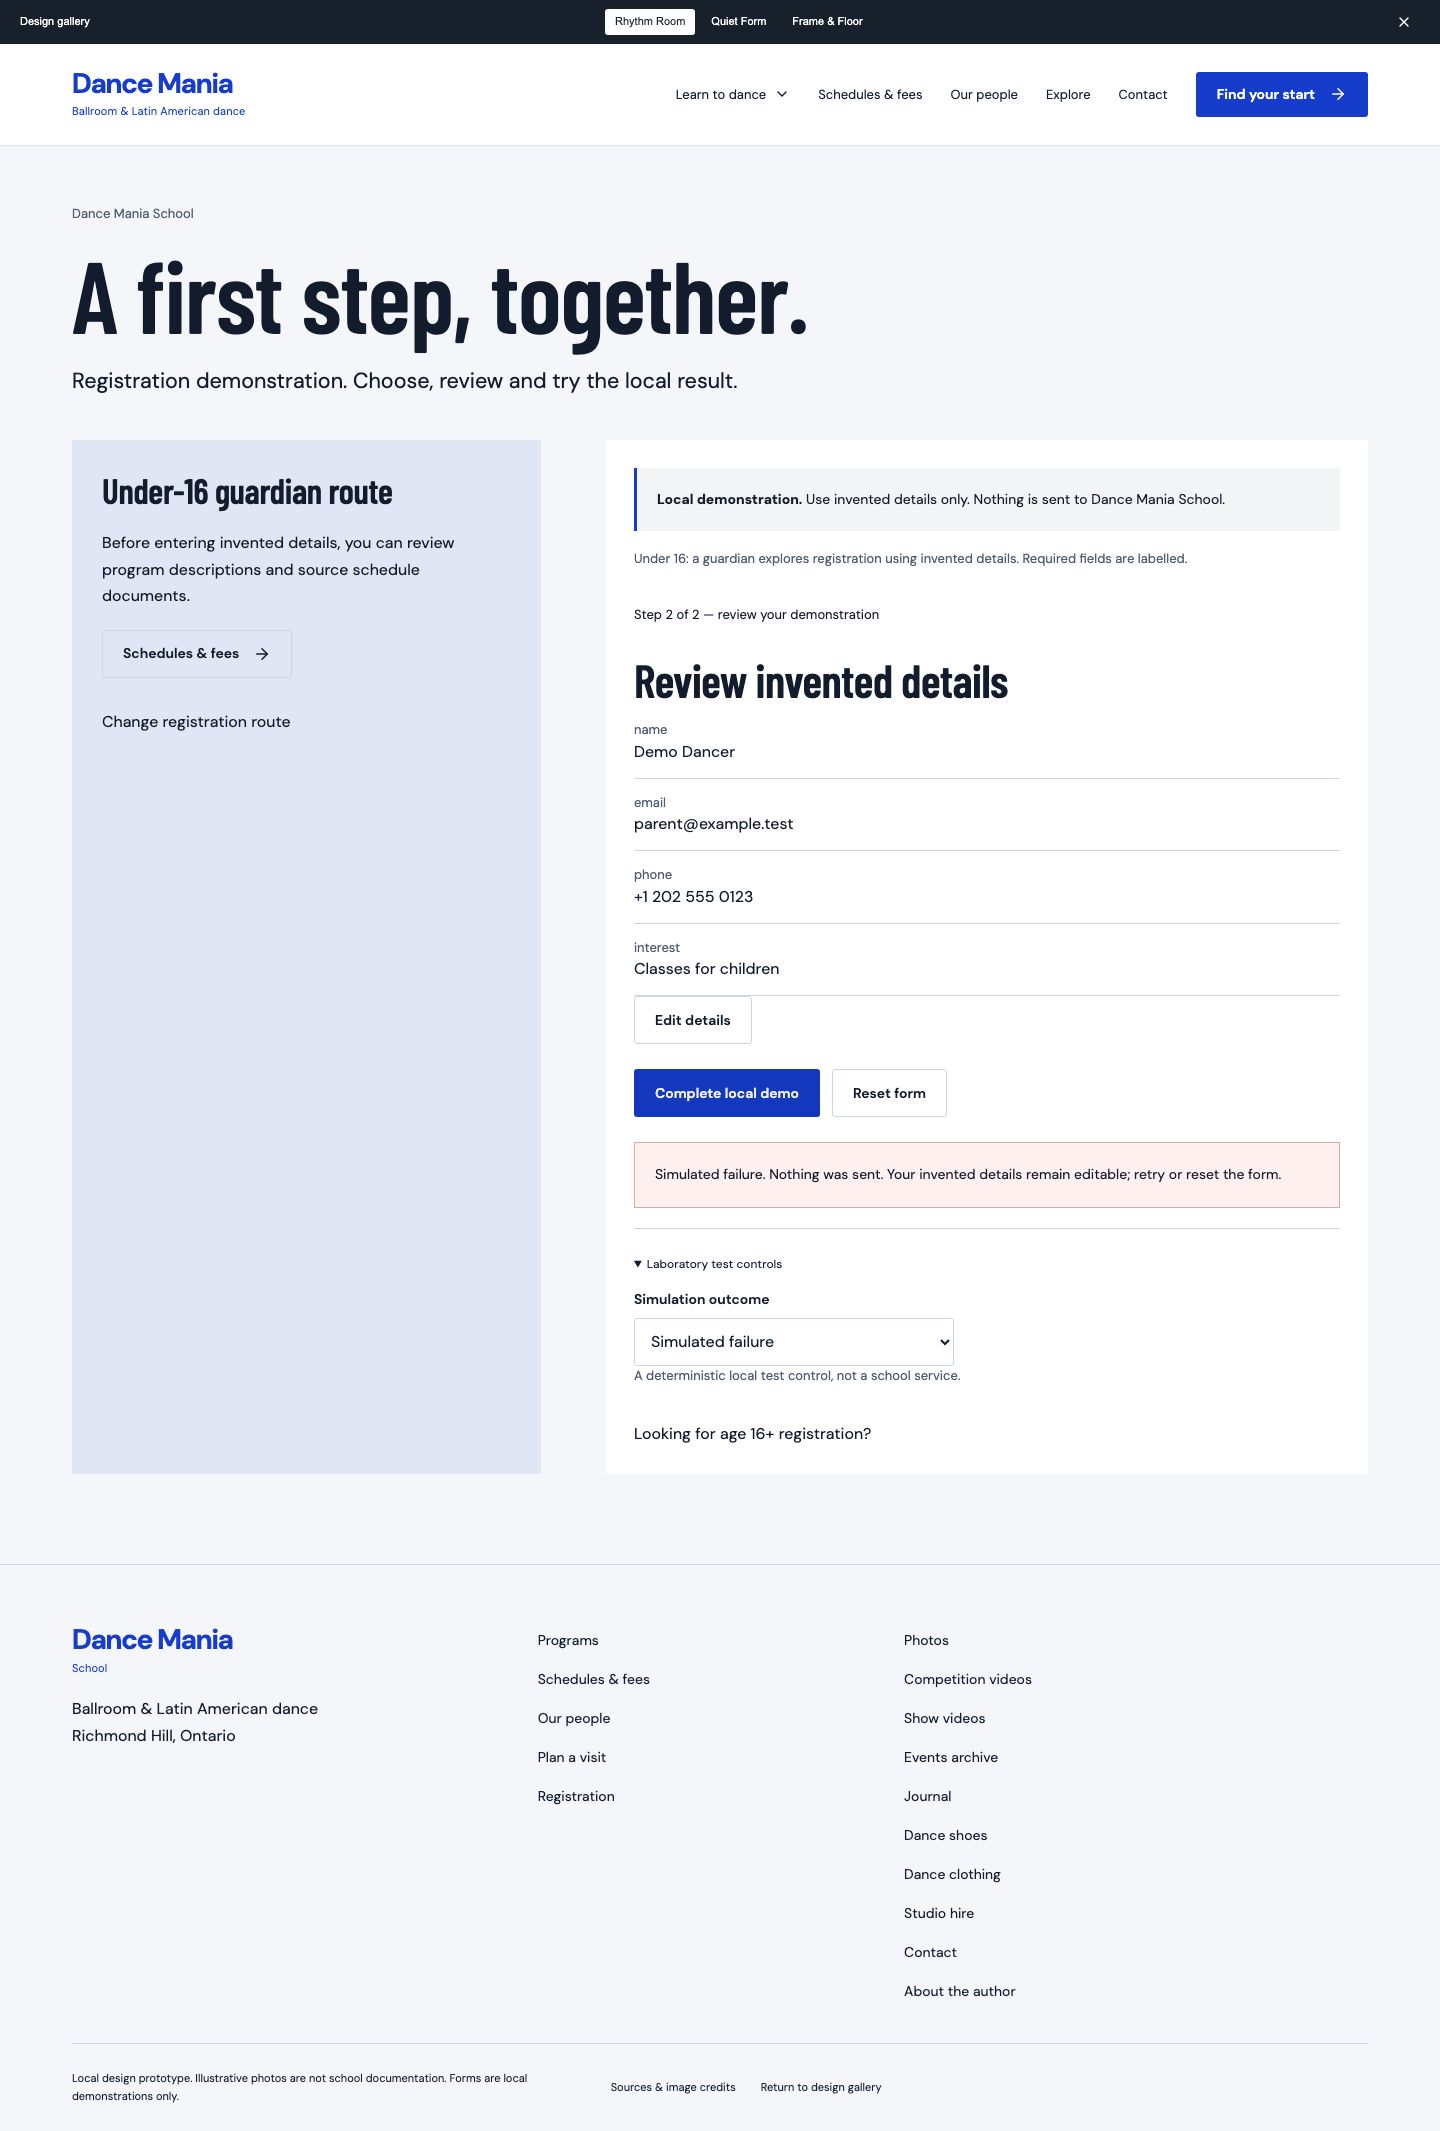 Design gallery
Rhythm Room
Quiet Form
Frame & Floor
Dance Mania
Ballroom & Latin American dance
Learn to dance
Schedules & fees
Our people
Explore
Contact
Find your start
Dance Mania School
A first step, together.
Registration demonstration. Choose, review and try the local result.
Under-16 guardian route
Before entering invented details, you can review
program descriptions and source schedule
documents.
Schedules & fees
Change registration route
Local demonstration. Use invented details only. Nothing is sent to Dance Mania School.
Under 16: a guardian explores registration using invented details. Required fields are labelled.
Step 2 of 2 — review your demonstration
Review invented details
name
Demo Dancer
email
parent@example.test
phone
+1 202 555 0123
interest
Classes for children
Edit details
Complete local demo
Reset form
Simulated failure. Nothing was sent. Your invented details remain editable; retry or reset the form.
Laboratory test controls
Simulation outcome
Simulated failure
A deterministic local test control, not a school service.
Looking for age 16+ registration?
Dance Mania
School
Ballroom & Latin American dance
Richmond Hill, Ontario
Programs
Schedules & fees
Our people
Plan a visit
Registration
Photos
Competition videos
Show videos
Events archive
Journal
Dance shoes
Dance clothing
Studio hire
Contact
About the author
Local design prototype. Illustrative photos are not school documentation. Forms are local
demonstrations only.
Sources & image credits
Return to design gallery